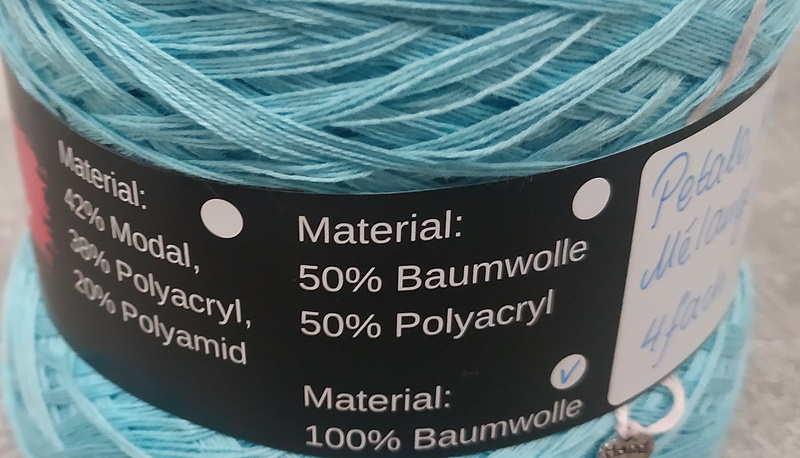 Material:
42% Modal,
38% Polyacryl,
20% Polyamid
Material:
50% Baumwolle
50% Polyacryl
Material:
100% Baumwolle
4fach